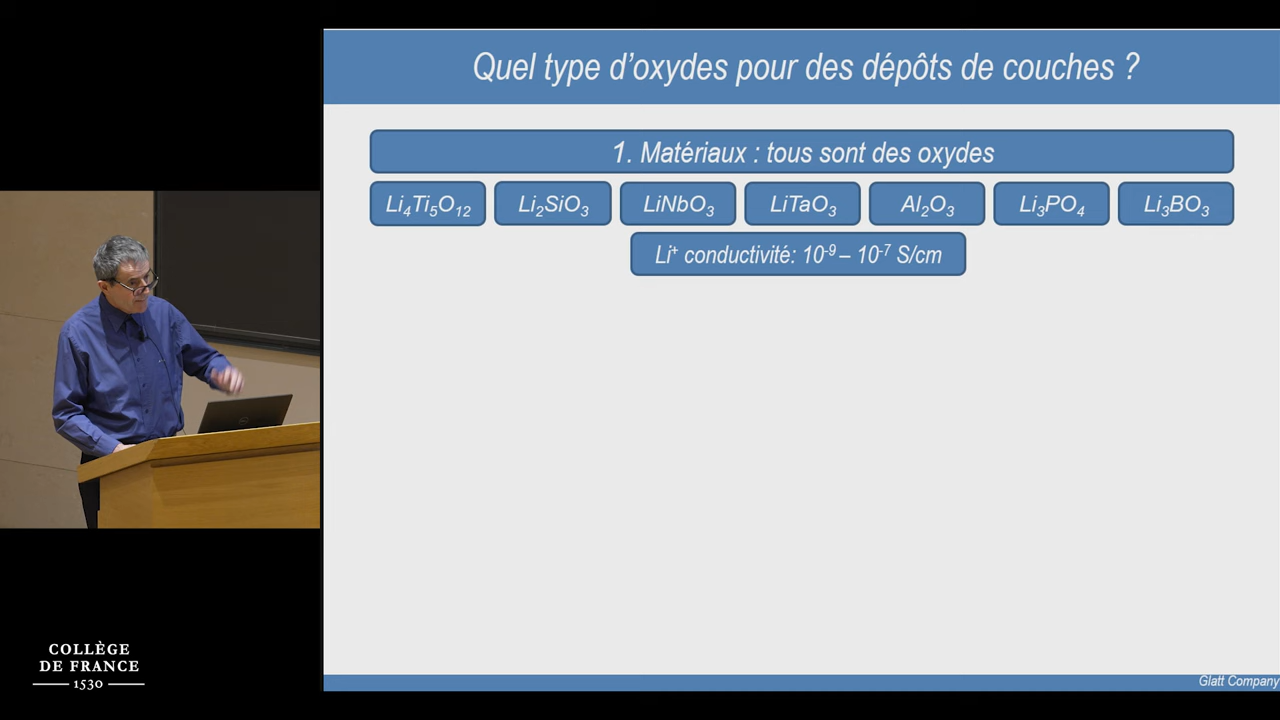 Quel type d'oxydes pour des dépôts de couches ?
1. Matériaux : tous sont des oxydes
Li₄Ti₅O₁₂ Li₂SiO₃ LiNbO₃ LiTaO₃ Al₂O₃ Li₃PO₄ Li₃BO₃
Li⁺ conductivité: 10⁻⁹ – 10⁻⁷ S/cm
COLLÈGE
DE FRANCE
1530
Glatt Company